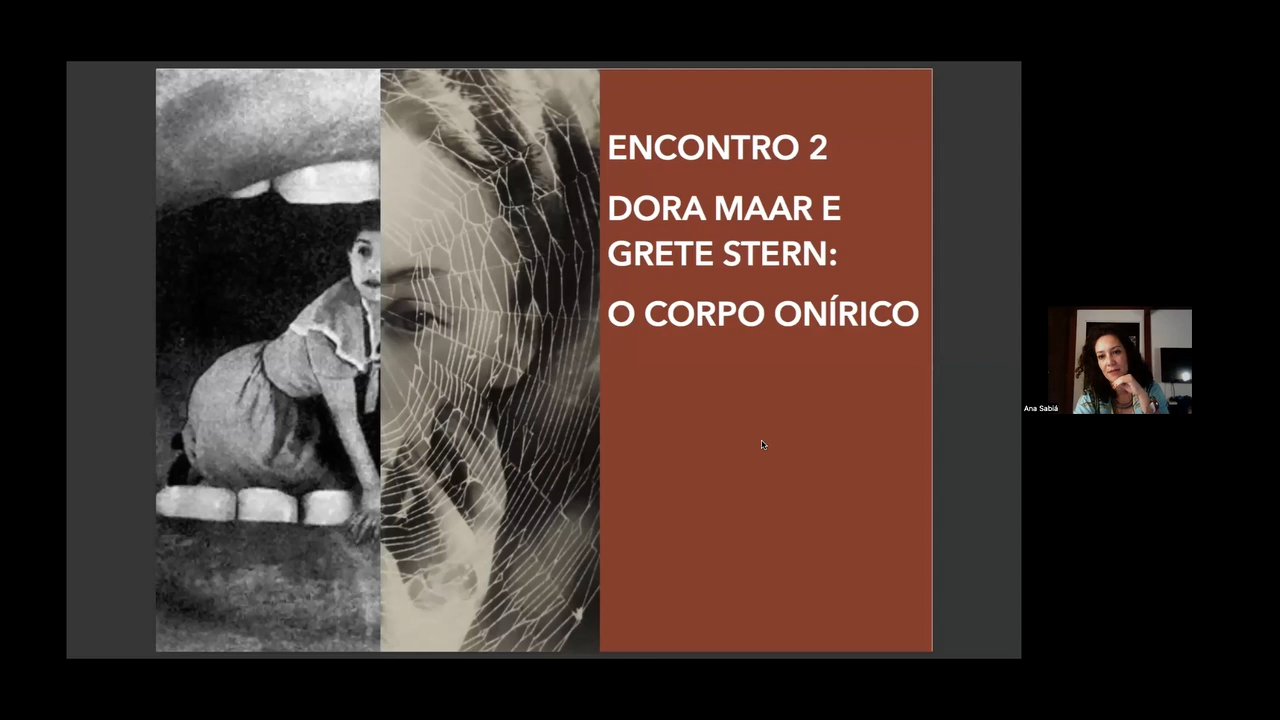 ENCONTRO 2
DORA MAAR E
GRETE STERN:
O CORPO ONÍRICO
Ana Sabiá